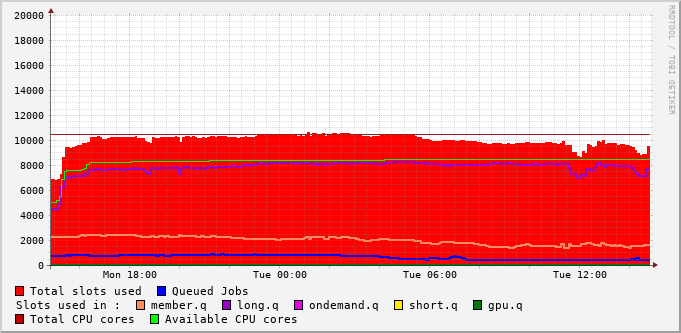 20000
18000
16000
14000
12000
10000
8000
6000
4000
2000
0
Mon 18:00 Tue 00:00 Tue 06:00 Tue 12:00
Total slots used Queued Jobs
Slots used in : member.q long.q ondemand.q short.q gpu.q
Total CPU cores Available CPU cores
RRDTOOL / TOBI OETIKER